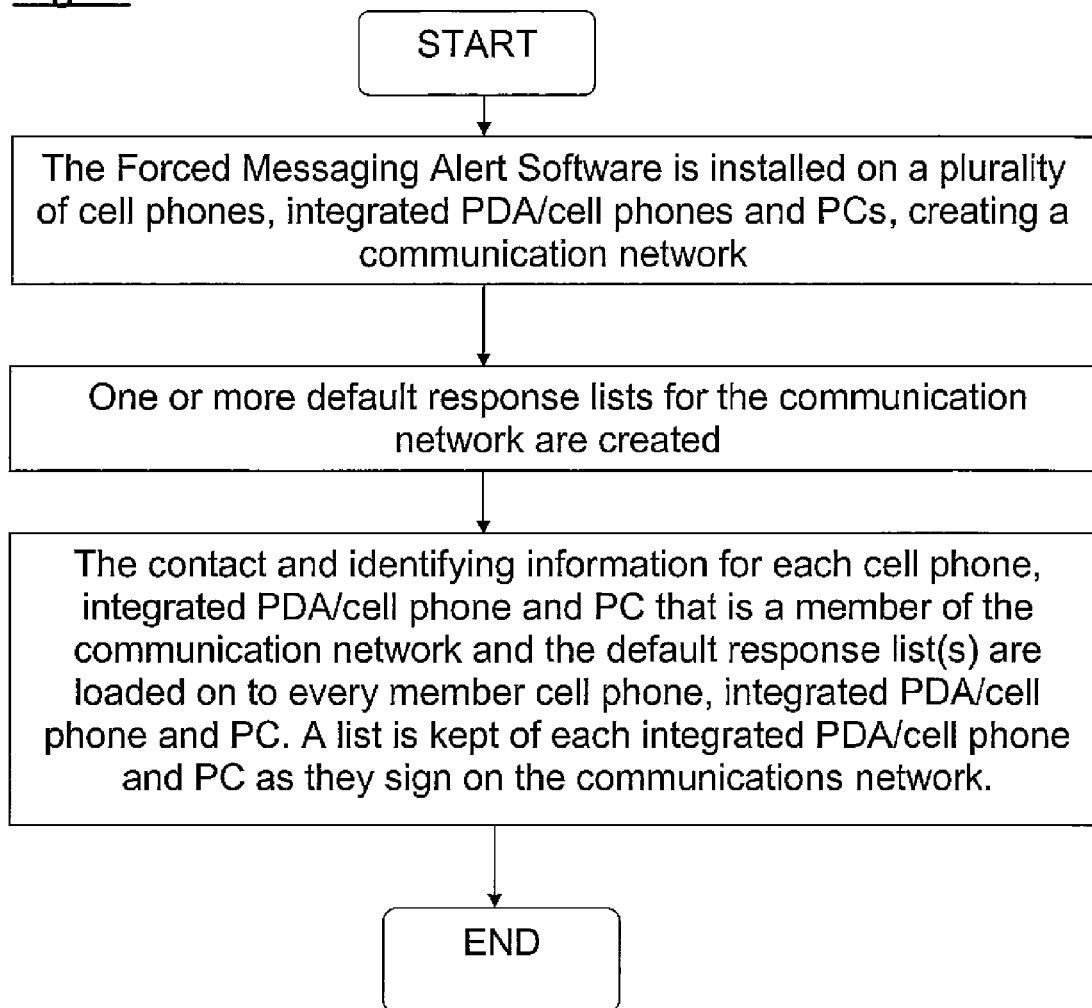 START
The Forced Messaging Alert Software is installed on a plurality
of cell phones, integrated PDA/cell phones and PCs, creating a
communication network
One or more default response lists for the communication
network are created
The contact and identifying information for each cell phone,
integrated PDA/cell phone and PC that is a member of the
communication network and the default response list(s) are
loaded on to every member cell phone, integrated PDA/cell
phone and PC. A list is kept of each integrated PDA/cell phone
and PC as they sign on the communications network.
END